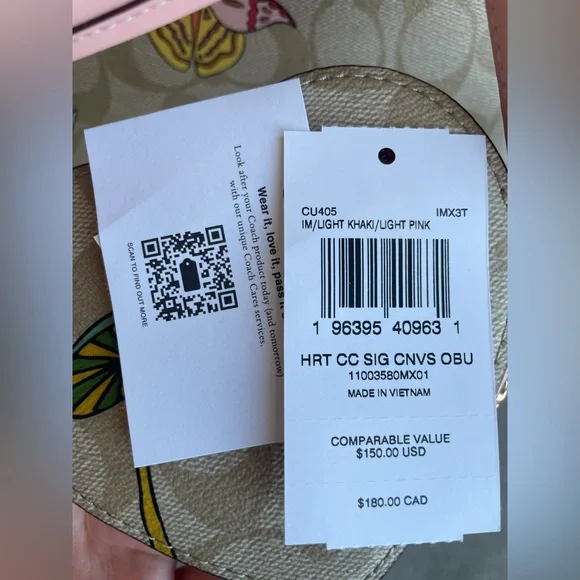 Wear it, love it, pass it
Look after your Coach product today (and tomorrow)
with our unique Coach Cares services.
SCAN TO FIND OUT MORE
CU405 IMX3T
IM/LIGHT KHAKI/LIGHT PINK
1 96395 40963 1
HRT CC SIG CNVS OBU
11003580MX01
MADE IN VIETNAM
COMPARABLE VALUE
$150.00 USD
$180.00 CAD